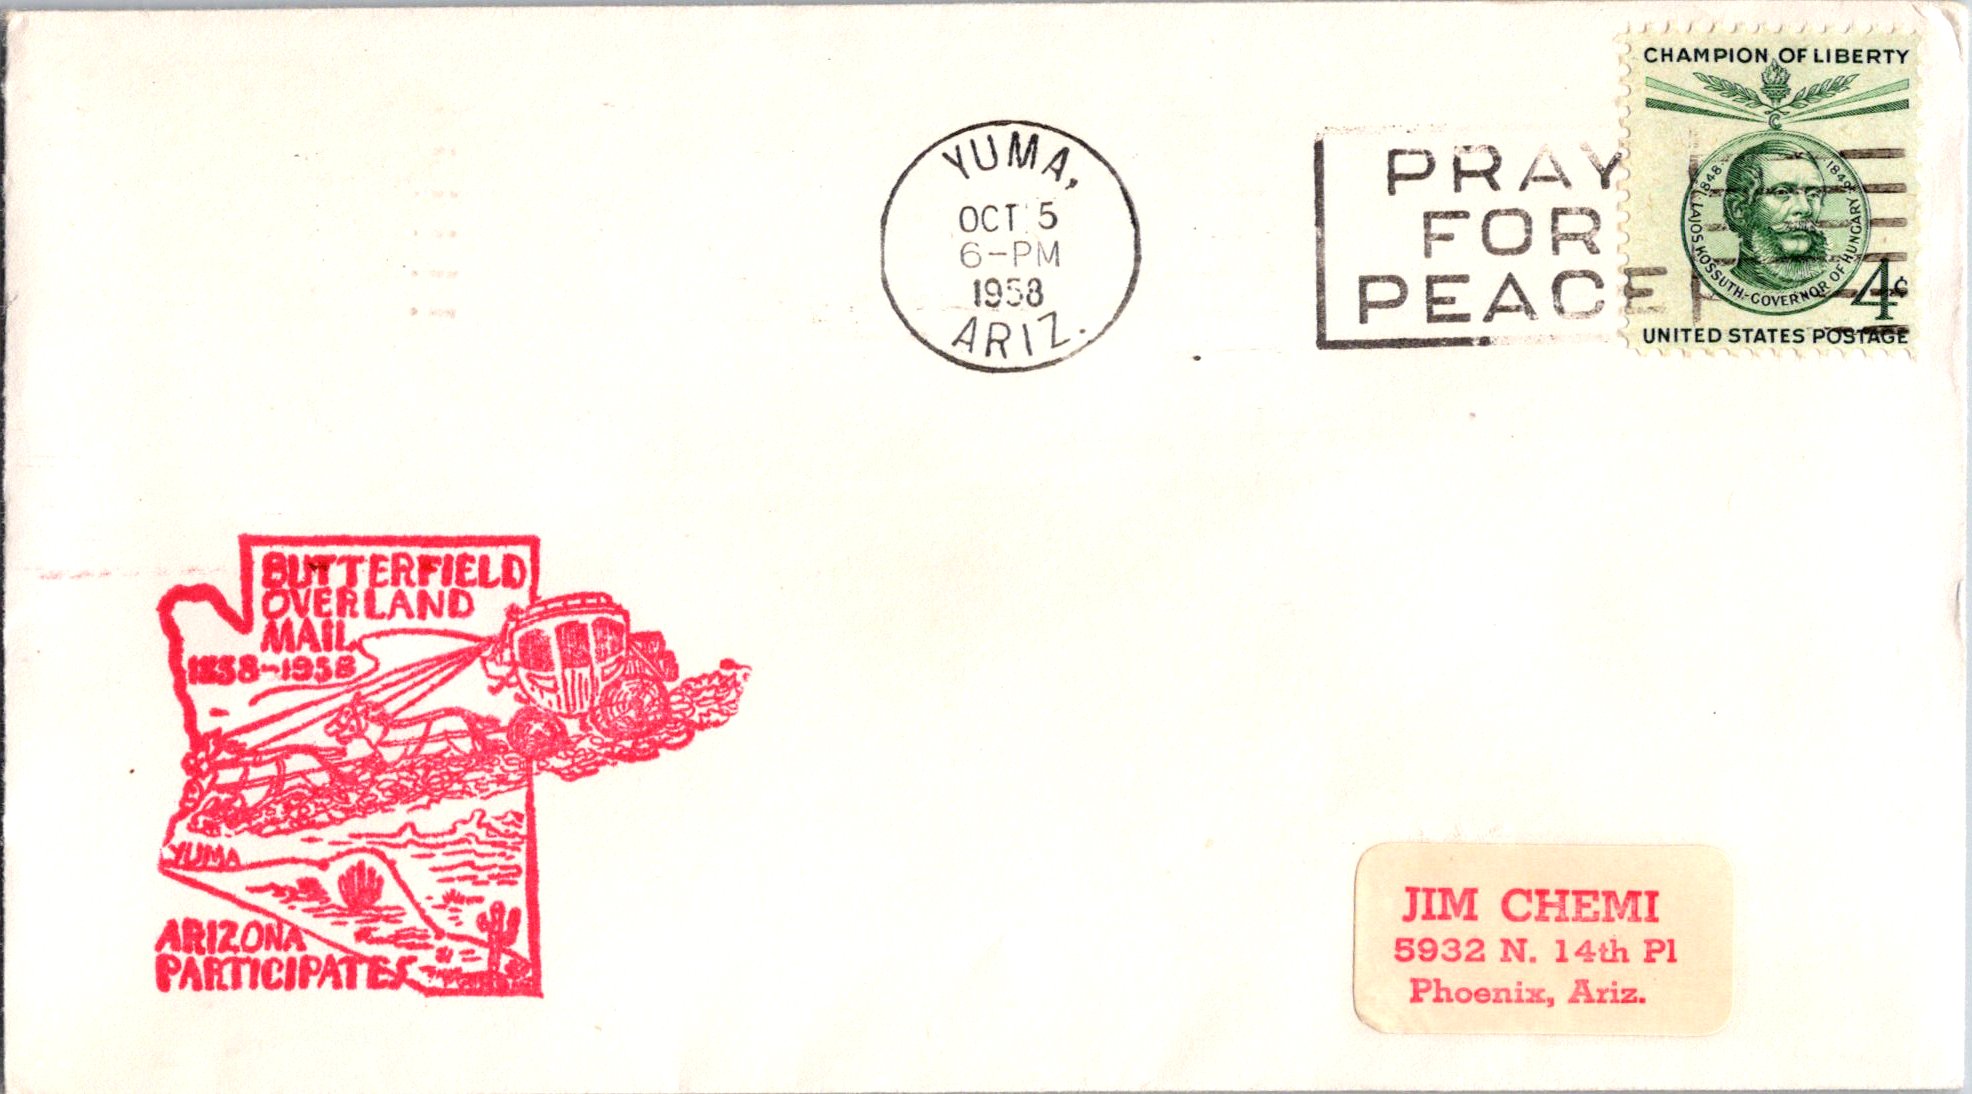 CHAMPION OF LIBERTY
1848 1849
LAJOS KOSSUTH-GOVERNOR OF HUNGARY
4c
UNITED STATES POSTAGE
YUMA,
OCT 5
6-PM
1958
ARIZ.
PRAY
FOR
PEACE
BUTTERFIELD
OVERLAND
MAIL
1858-1958
YUMA
ARIZONA
PARTICIPATES
JIM CHEMI
5932 N. 14th Pl
Phoenix, Ariz.